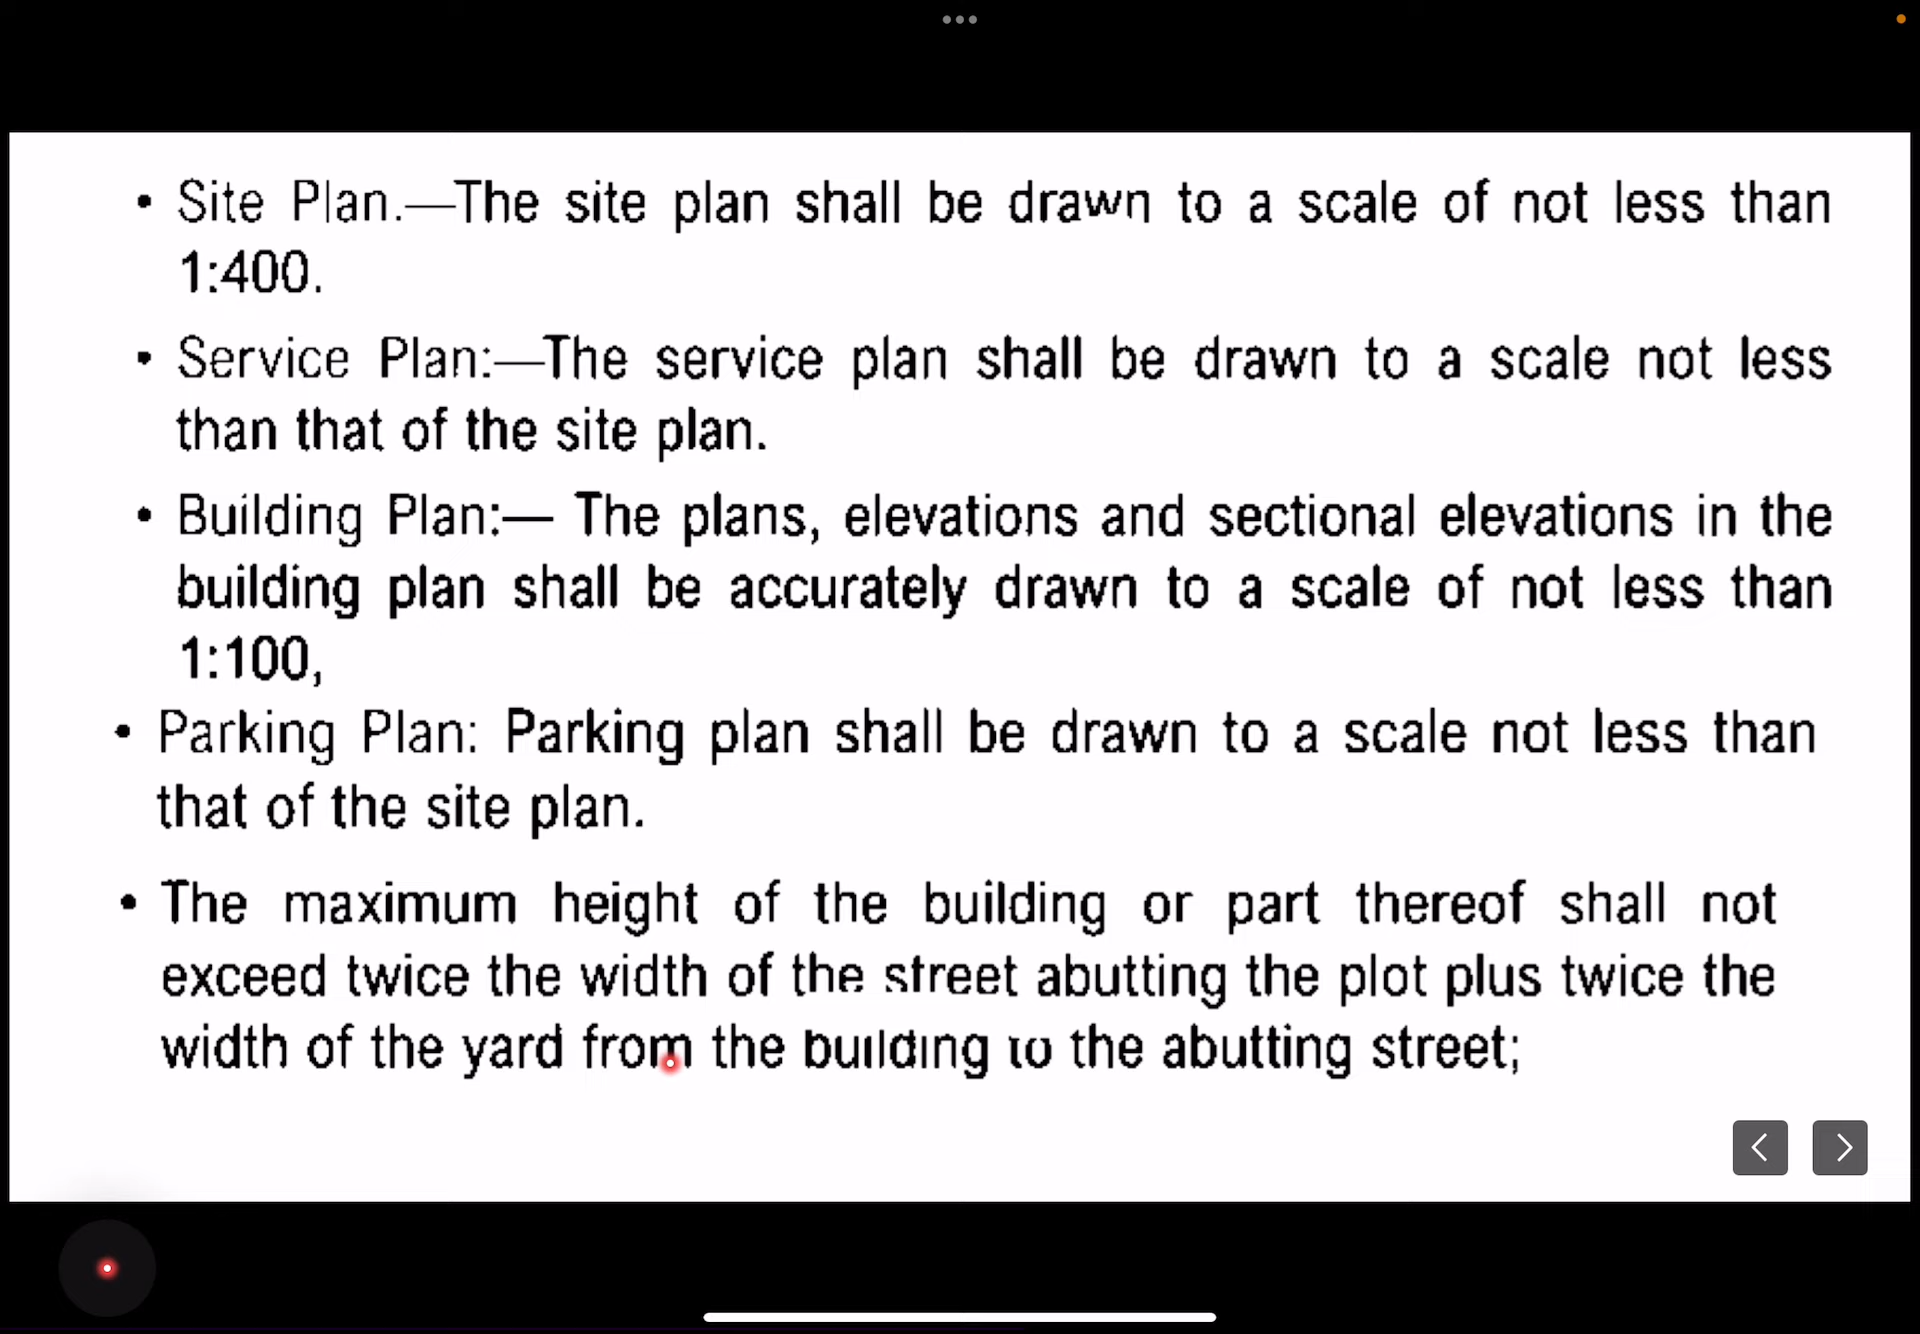 • Site Plan.—The site plan shall be drawn to a scale of not less than
1:400.
• Service Plan:—The service plan shall be drawn to a scale not less
than that of the site plan.
• Building Plan:— The plans, elevations and sectional elevations in the
building plan shall be accurately drawn to a scale of not less than
1:100,
• Parking Plan: Parking plan shall be drawn to a scale not less than
that of the site plan.
• The maximum height of the building or part thereof shall not
exceed twice the width of the street abutting the plot plus twice the
width of the yard from the building to the abutting street;